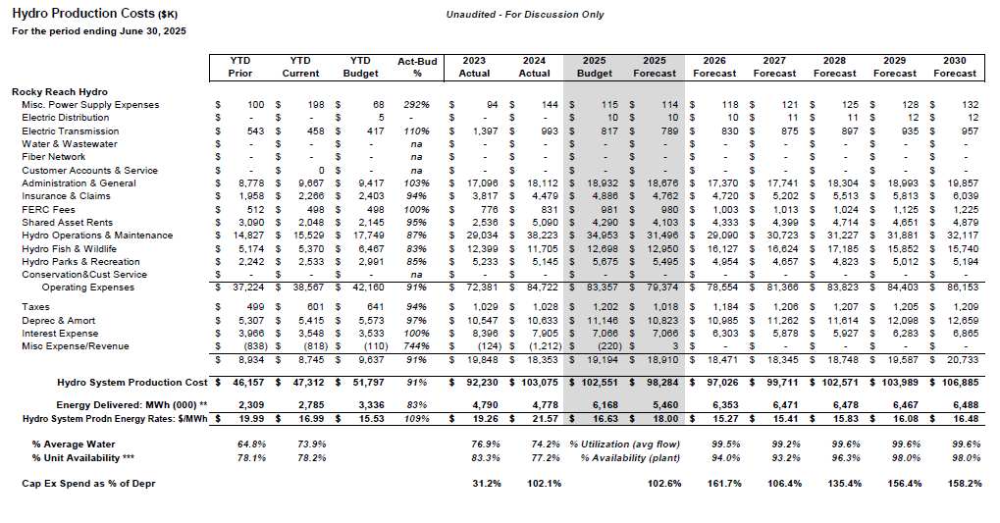 Hydro Production Costs ($K) Unaudited - For Discussion Only
For the period ending June 30, 2025
YTD YTD YTD Act-Bud 2023 2024 2025 2025 2026 2027 2028 2029 2030
Prior Current Budget % Actual Actual Budget Forecast Forecast Forecast Forecast Forecast Forecast
Rocky Reach Hydro
Misc. Power Supply Expenses $ 100 $ 198 $ 68 292% $ 94 $ 144 $ 115 $ 114 $ 118 $ 121 $ 125 $ 128 $ 132
Electric Distribution $ - $ - $ 5 - $ - $ - $ 10 $ 10 $ 10 $ 11 $ 11 $ 12 $ 12
Electric Transmission $ 543 $ 458 $ 417 110% $ 1,397 $ 993 $ 817 $ 789 $ 830 $ 875 $ 897 $ 935 $ 957
Water & Wastewater $ - $ - $ - na $ - $ - $ - $ - $ - $ - $ - $ - $ -
Fiber Network $ - $ - $ - na $ - $ - $ - $ - $ - $ - $ - $ - $ -
Customer Accounts & Service $ - $ 0 $ - na $ - $ - $ - $ - $ - $ - $ - $ - $ -
Administration & General $ 8,778 $ 9,667 $ 9,417 103% $ 17,096 $ 18,112 $ 18,932 $ 18,676 $ 17,370 $ 17,741 $ 18,304 $ 18,993 $ 19,857
Insurance & Claims $ 1,958 $ 2,266 $ 2,403 94% $ 3,817 $ 4,479 $ 4,886 $ 4,762 $ 4,720 $ 5,202 $ 5,513 $ 5,813 $ 6,039
FERC Fees $ 512 $ 498 $ 498 100% $ 776 $ 831 $ 981 $ 980 $ 1,003 $ 1,013 $ 1,024 $ 1,125 $ 1,225
Shared Asset Rents $ 3,090 $ 2,048 $ 2,145 95% $ 2,536 $ 5,090 $ 4,290 $ 4,103 $ 4,333 $ 4,399 $ 4,714 $ 4,651 $ 4,879
Hydro Operations & Maintenance $ 14,827 $ 15,529 $ 17,749 87% $ 29,034 $ 38,223 $ 34,953 $ 31,496 $ 29,090 $ 30,723 $ 31,227 $ 31,881 $ 32,117
Hydro Fish & Wildlife $ 5,174 $ 5,370 $ 6,467 83% $ 12,399 $ 11,705 $ 12,698 $ 12,950 $ 16,127 $ 16,624 $ 17,185 $ 15,852 $ 15,740
Hydro Parks & Recreation $ 2,242 $ 2,533 $ 2,991 85% $ 5,233 $ 5,145 $ 5,675 $ 5,495 $ 4,954 $ 4,657 $ 4,823 $ 5,012 $ 5,194
Conservation&Cust Service $ - $ - $ - na $ - $ - $ - $ - $ - $ - $ - $ - $ -
Operating Expenses $ 37,224 $ 38,567 $ 42,160 91% $ 72,381 $ 84,722 $ 83,357 $ 79,374 $ 78,554 $ 81,366 $ 83,823 $ 84,403 $ 86,153
Taxes $ 499 $ 601 $ 641 94% $ 1,029 $ 1,028 $ 1,202 $ 1,018 $ 1,184 $ 1,206 $ 1,207 $ 1,205 $ 1,209
Deprec & Amort $ 5,307 $ 5,415 $ 5,573 97% $ 10,547 $ 10,633 $ 11,146 $ 10,823 $ 10,985 $ 11,262 $ 11,614 $ 12,098 $ 12,659
Interest Expense $ 3,966 $ 3,548 $ 3,533 100% $ 8,396 $ 7,905 $ 7,066 $ 7,066 $ 6,303 $ 5,878 $ 5,927 $ 6,283 $ 6,865
Misc Expense/Revenue $ (838) $ (818) $ (110) 744% $ (124) $ (1,212) $ (220) $ 3 $ - $ - $ - $ - $ -
$ 8,934 $ 8,745 $ 9,637 91% $ 19,848 $ 18,353 $ 19,194 $ 18,910 $ 18,471 $ 18,345 $ 18,748 $ 19,587 $ 20,733
Hydro System Production Cost $ 46,157 $ 47,312 $ 51,797 91% $ 92,230 $ 103,075 $ 102,551 $ 98,284 $ 97,026 $ 99,711 $ 102,571 $ 103,989 $ 106,885
Energy Delivered: MWh (000) ** 2,309 2,785 3,336 83% 4,790 4,778 6,168 5,460 6,353 6,471 6,478 6,467 6,488
Hydro System Prodn Energy Rates: $/MWh $ 19.99 $ 16.99 $ 15.53 109% $ 19.26 $ 21.57 $ 16.63 $ 18.00 $ 15.27 $ 15.41 $ 15.83 $ 16.08 $ 16.48
% Average Water 64.8% 73.9% 76.9% 74.2% % Utilization (avg flow) 99.5% 99.2% 99.6% 99.6% 99.6%
% Unit Availability *** 78.1% 78.2% 83.3% 77.2% % Availability (plant) 94.0% 93.2% 96.3% 98.0% 98.0%
Cap Ex Spend as % of Depr 31.2% 102.1% 102.6% 161.7% 106.4% 135.4% 156.4% 158.2%